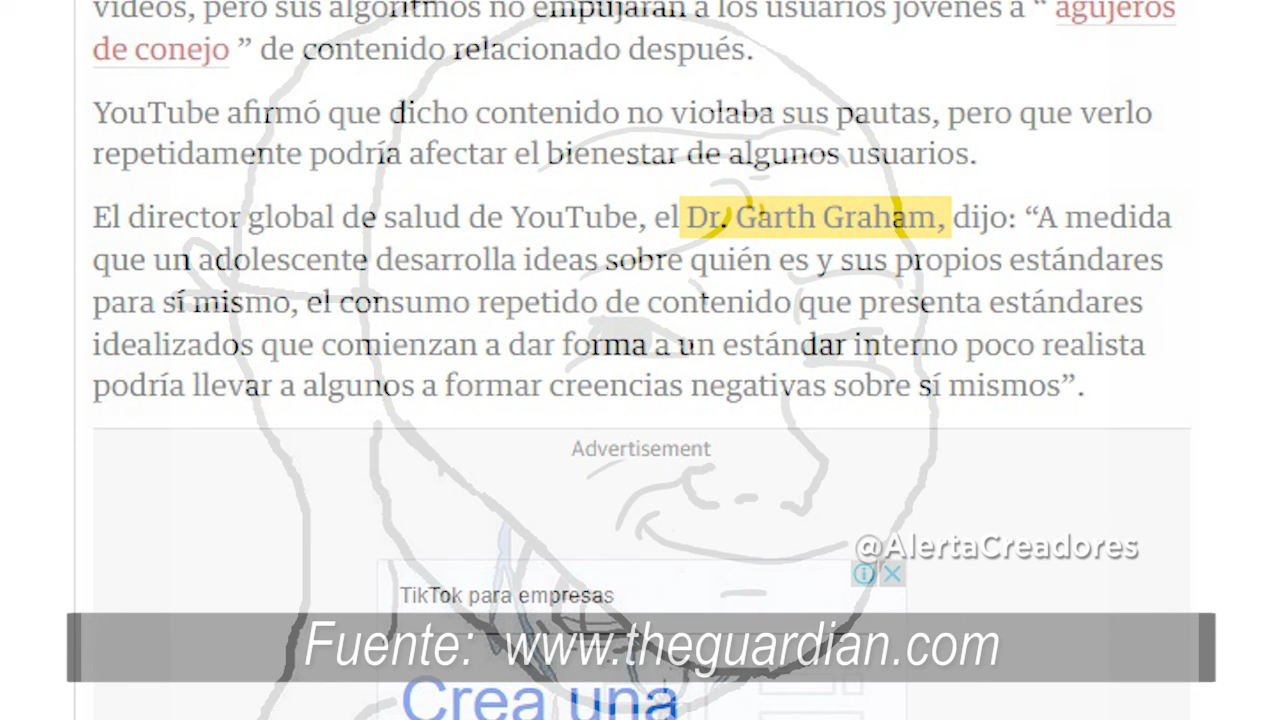 videos, pero sus algoritmos no empujarán a los usuarios jóvenes a “ agujeros
de conejo ” de contenido relacionado después.
YouTube afirmó que dicho contenido no violaba sus pautas, pero que verlo
repetidamente podría afectar el bienestar de algunos usuarios.
El director global de salud de YouTube, el Dr. Garth Graham, dijo: “A medida
que un adolescente desarrolla ideas sobre quién es y sus propios estándares
para sí mismo, el consumo repetido de contenido que presenta estándares
idealizados que comienzan a dar forma a un estándar interno poco realista
podría llevar a algunos a formar creencias negativas sobre sí mismos”.
Advertisement
@AlertaCreadores
TikTok para empresas
Fuente: www.theguardian.com
Crea una